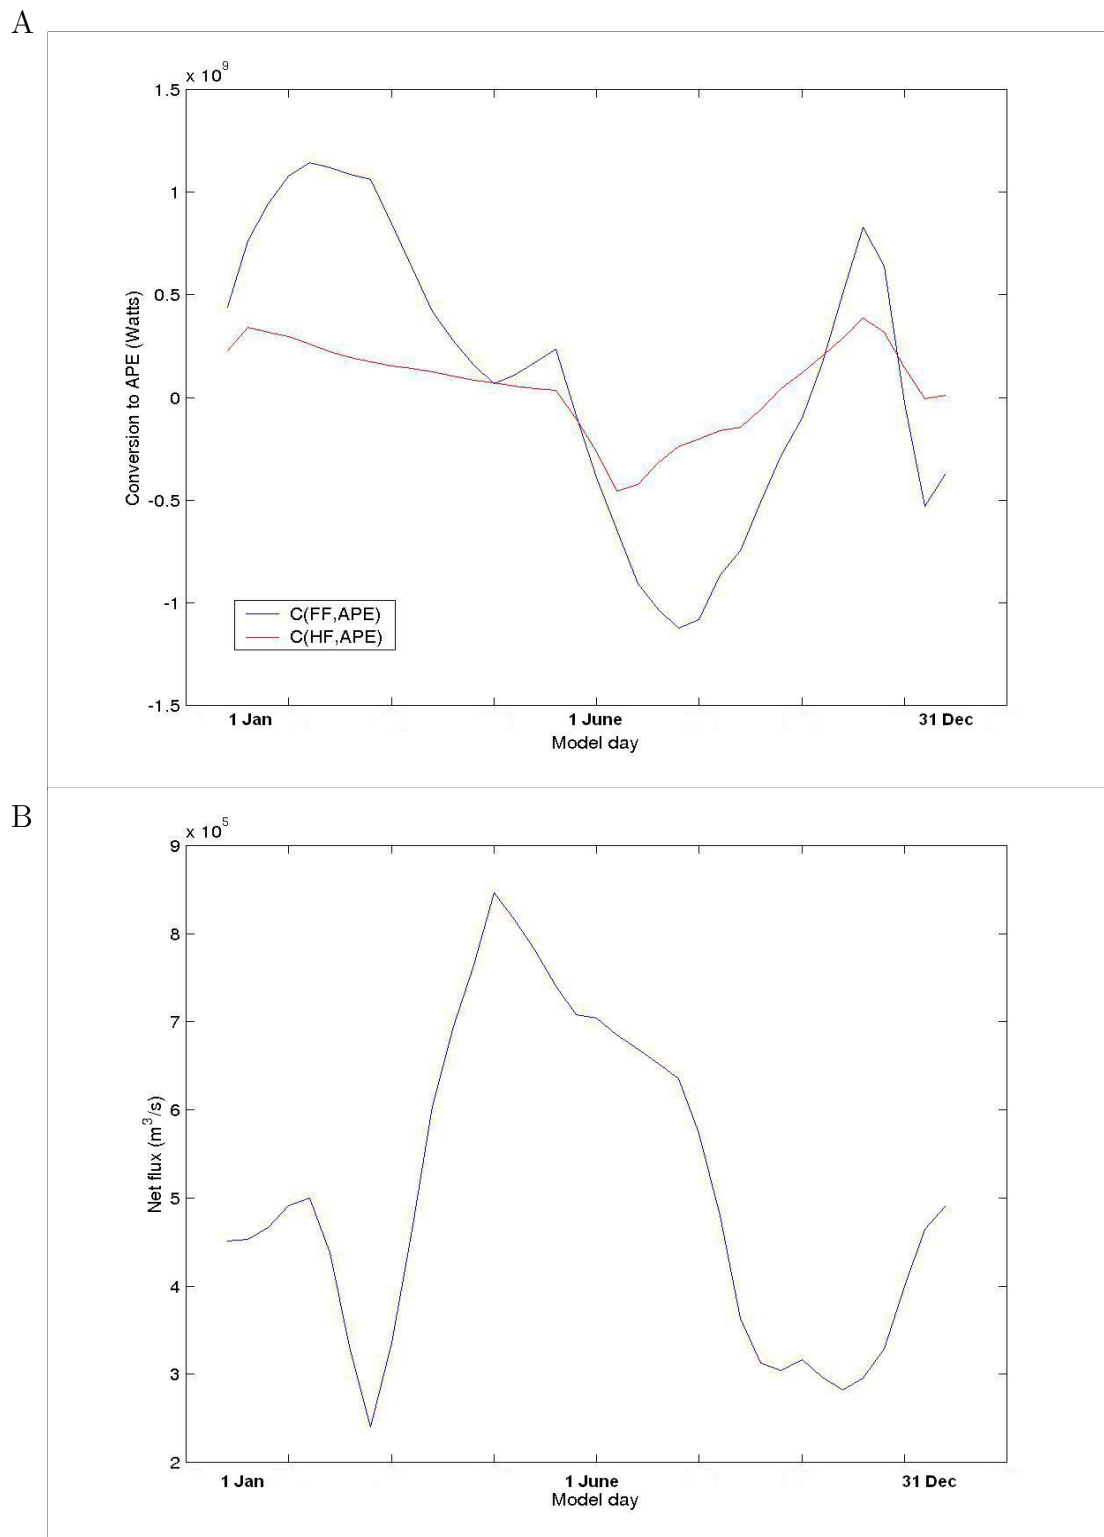 A
x 10^9
1.5
1
0.5
0
-0.5
-1
-1.5
Conversion to APE (Watts)
C(FF,APE)
C(HF,APE)
1 Jan
1 June
31 Dec
Model day
B
x 10^5
9
8
7
6
5
4
3
2
Net flux (m^3/s)
1 Jan
1 June
31 Dec
Model day